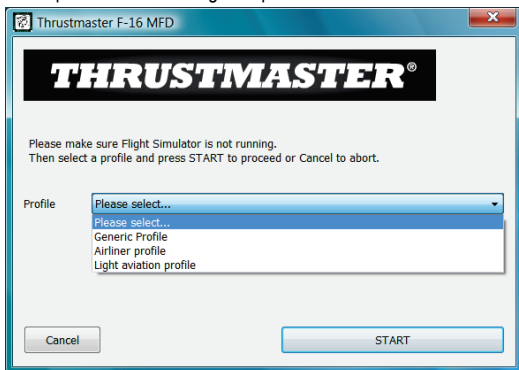 Thrustmaster F-16 MFD
THRUSTMASTER®
Please make sure Flight Simulator is not running.
Then select a profile and press START to proceed or Cancel to abort.
Profile
Please select...
Please select...
Generic Profile
Airliner profile
Light aviation profile
Cancel
START